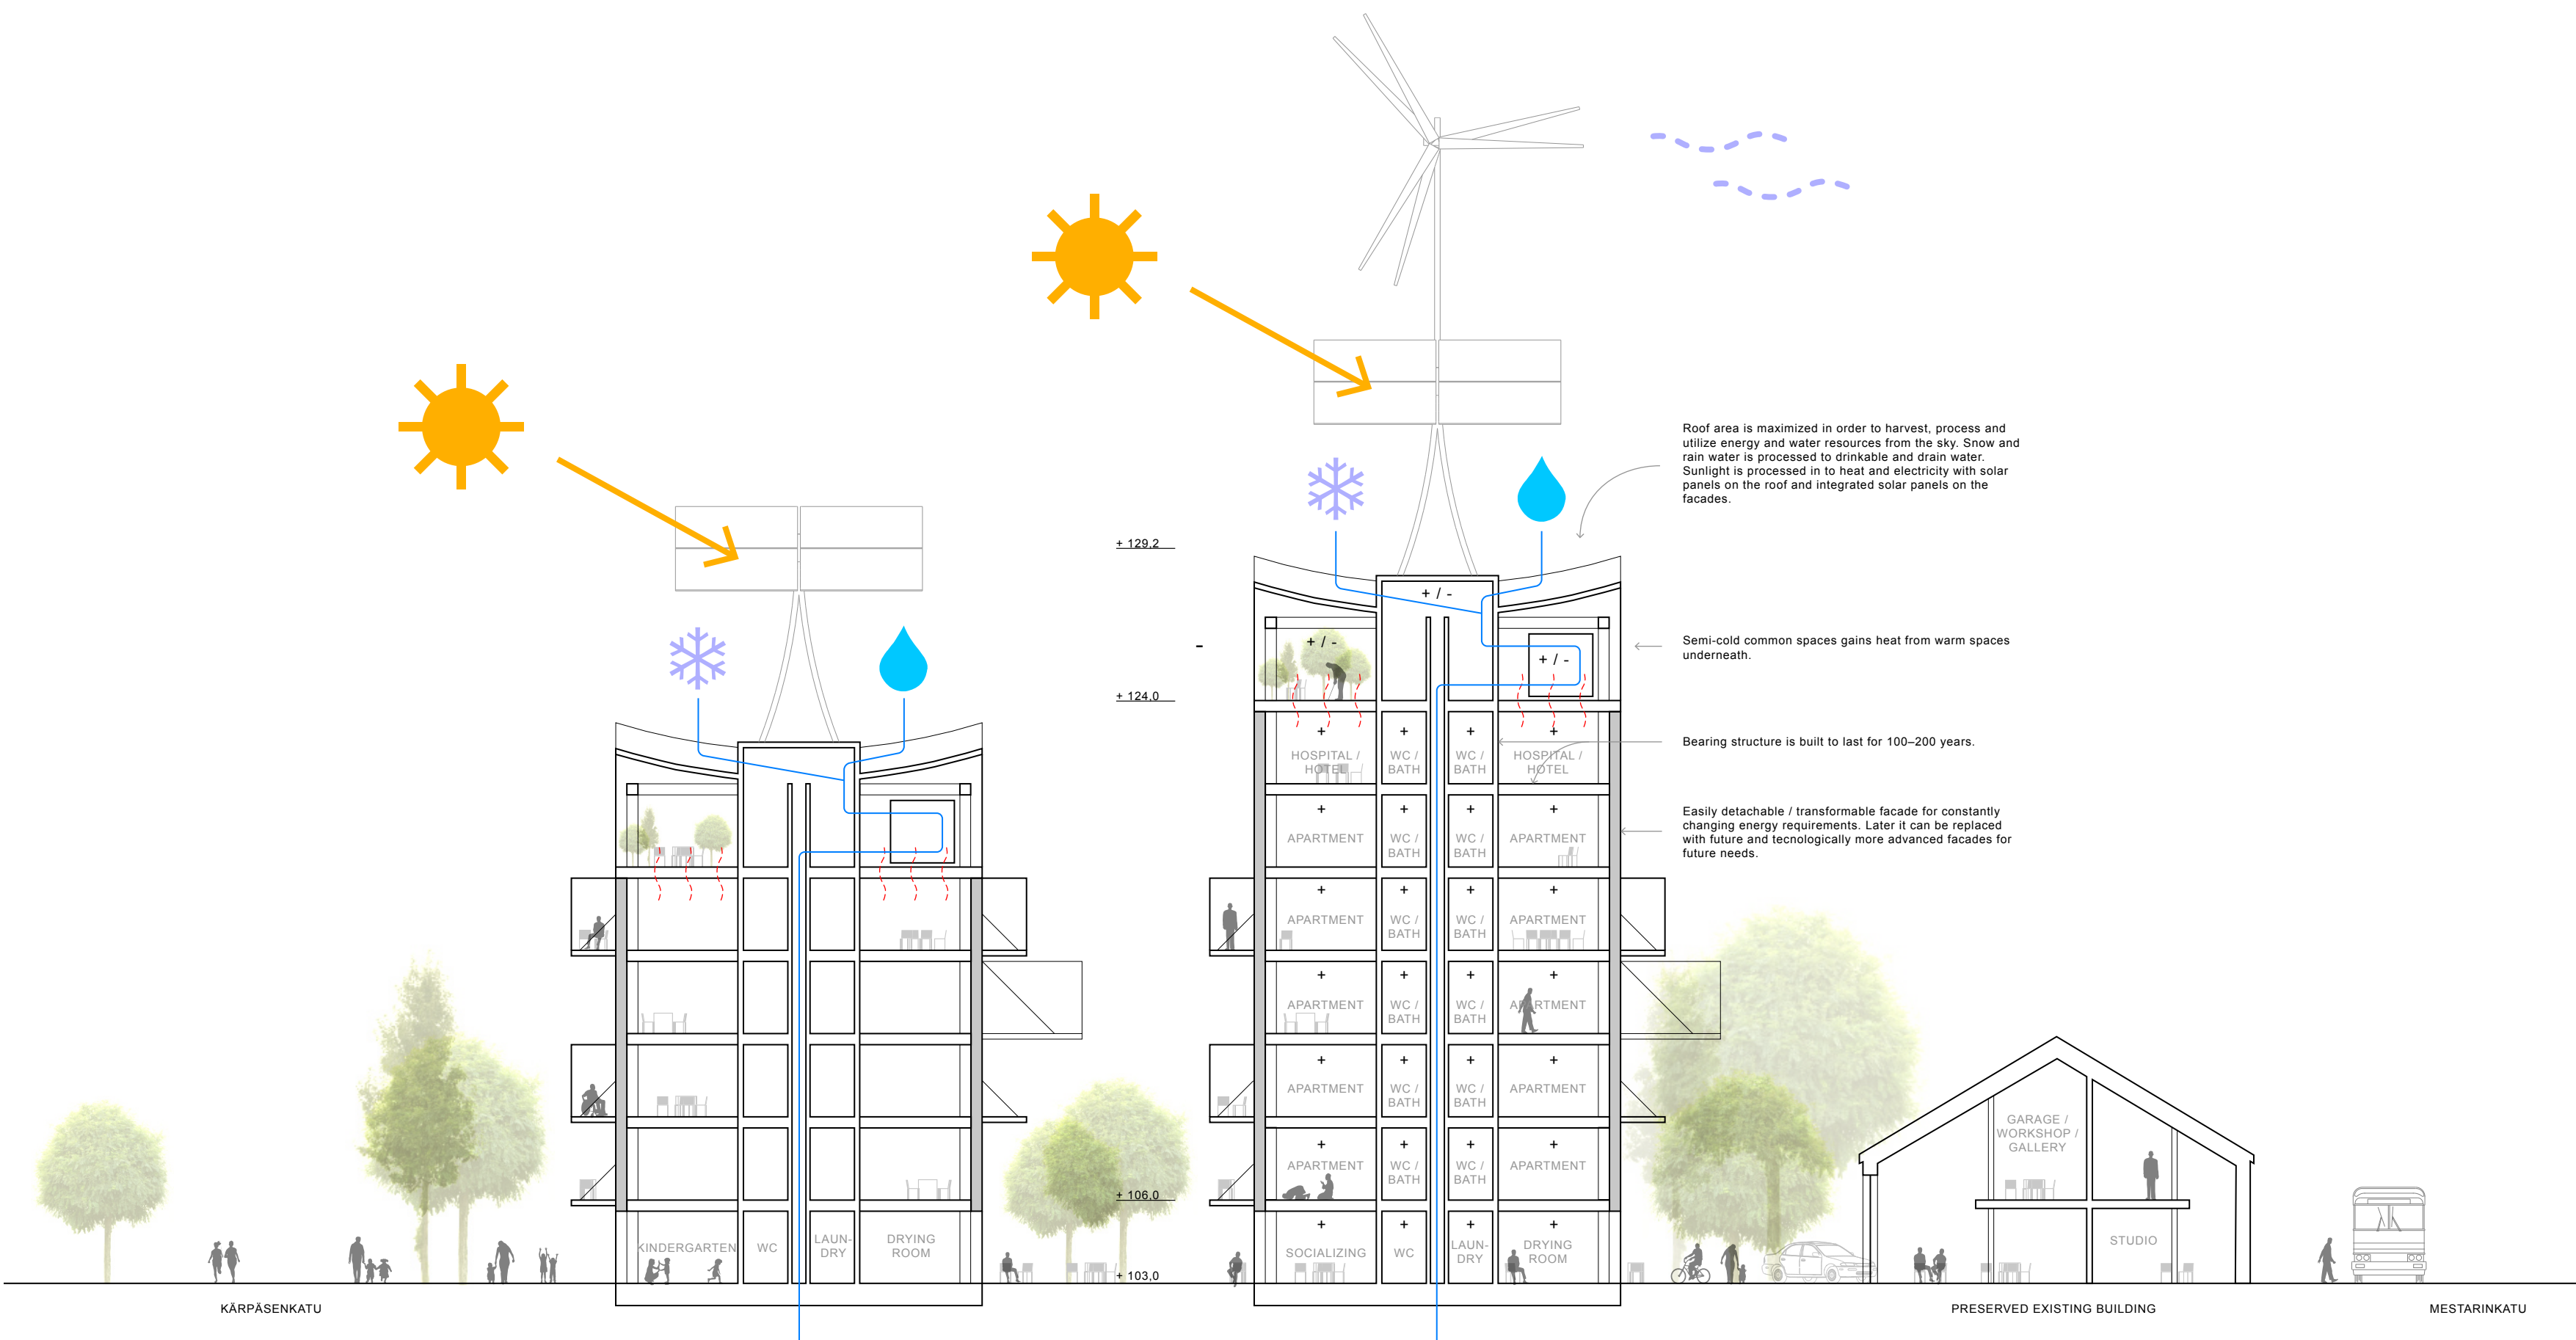 Roof area is maximized in order to harvest, process and
utilize energy and water resources from the sky. Snow and
rain water is processed to drinkable and drain water.
Sunlight is processed in to heat and electricity with solar
panels on the roof and integrated solar panels on the
facades.
+ 129,2
+ / -
-
+ / -
+ / -
Semi-cold common spaces gains heat from warm spaces
underneath.
+ 124,0
+ + + +
HOSPITAL /
HOTEL
WC /
BATH
WC /
BATH
HOSPITAL /
HOTEL
Bearing structure is built to last for 100–200 years.
+ + + +
APARTMENT
WC /
BATH
WC /
BATH
APARTMENT
Easily detachable / transformable facade for constantly
changing energy requirements. Later it can be replaced
with future and tecnologically more advanced facades for
future needs.
+ + + +
APARTMENT
WC /
BATH
WC /
BATH
APARTMENT
+ + + +
APARTMENT
WC /
BATH
WC /
BATH
APARTMENT
+ + + +
APARTMENT
WC /
BATH
WC /
BATH
APARTMENT
+ + + +
APARTMENT
WC /
BATH
WC /
BATH
APARTMENT
GARAGE /
WORKSHOP /
GALLERY
+ 106,0
KINDERGARTEN
WC
LAUN-
DRY
DRYING
ROOM
+ + + +
SOCIALIZING
WC
LAUN-
DRY
DRYING
ROOM
STUDIO
+ 103,0
KÄRPÄSENKATU
PRESERVED EXISTING BUILDING
MESTARINKATU